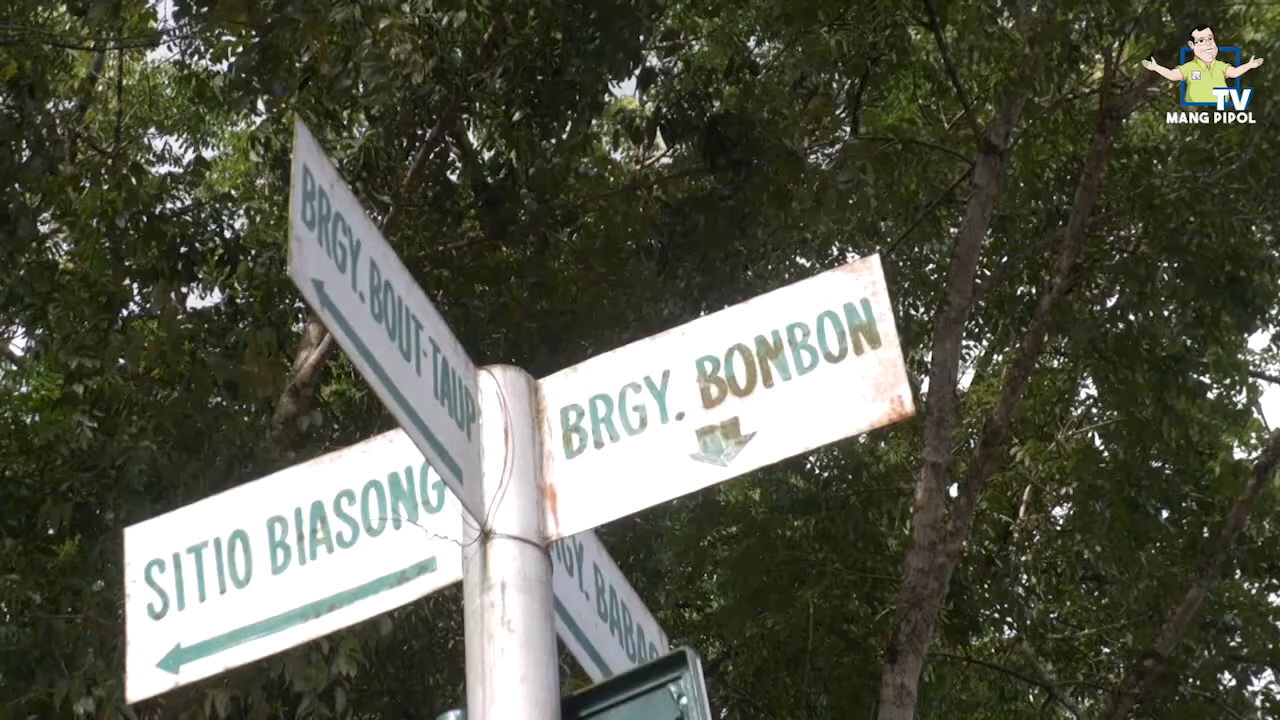 BRGY. BOUT-TAUP
BRGY. BONBON
SITIO BIASONG
TV
MANG PIPOL